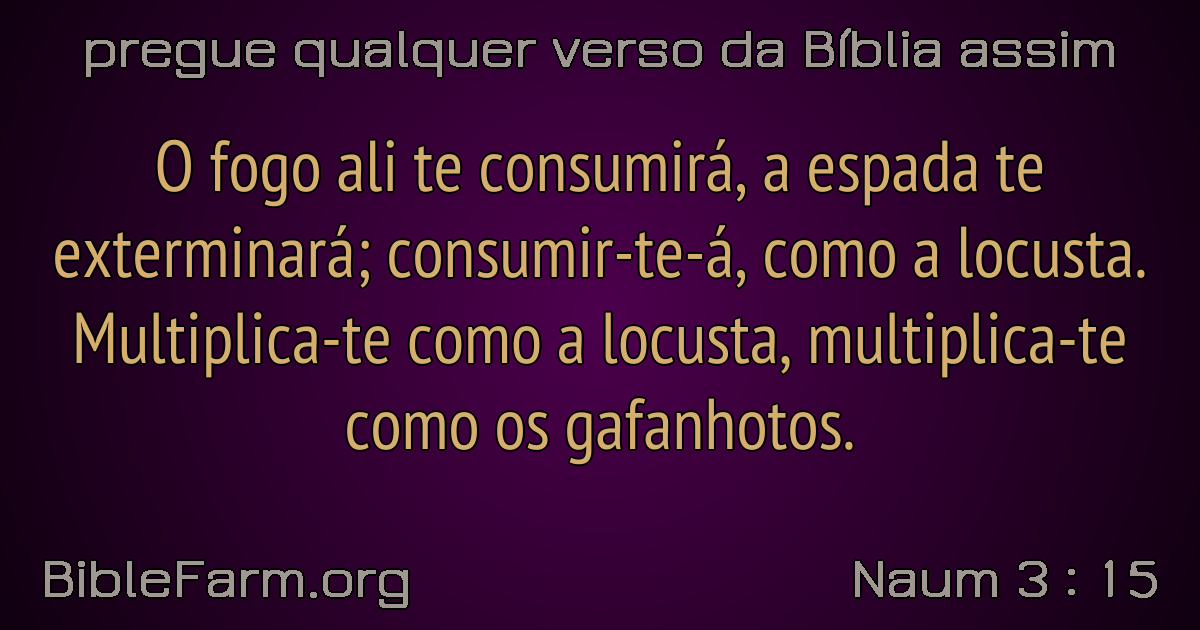 pregue qualquer verso da Bíblia assim
O fogo ali te consumirá, a espada te
exterminará; consumir-te-á, como a locusta.
Multiplica-te como a locusta, multiplica-te
como os gafanhotos.
BibleFarm.org
Naum 3 : 15